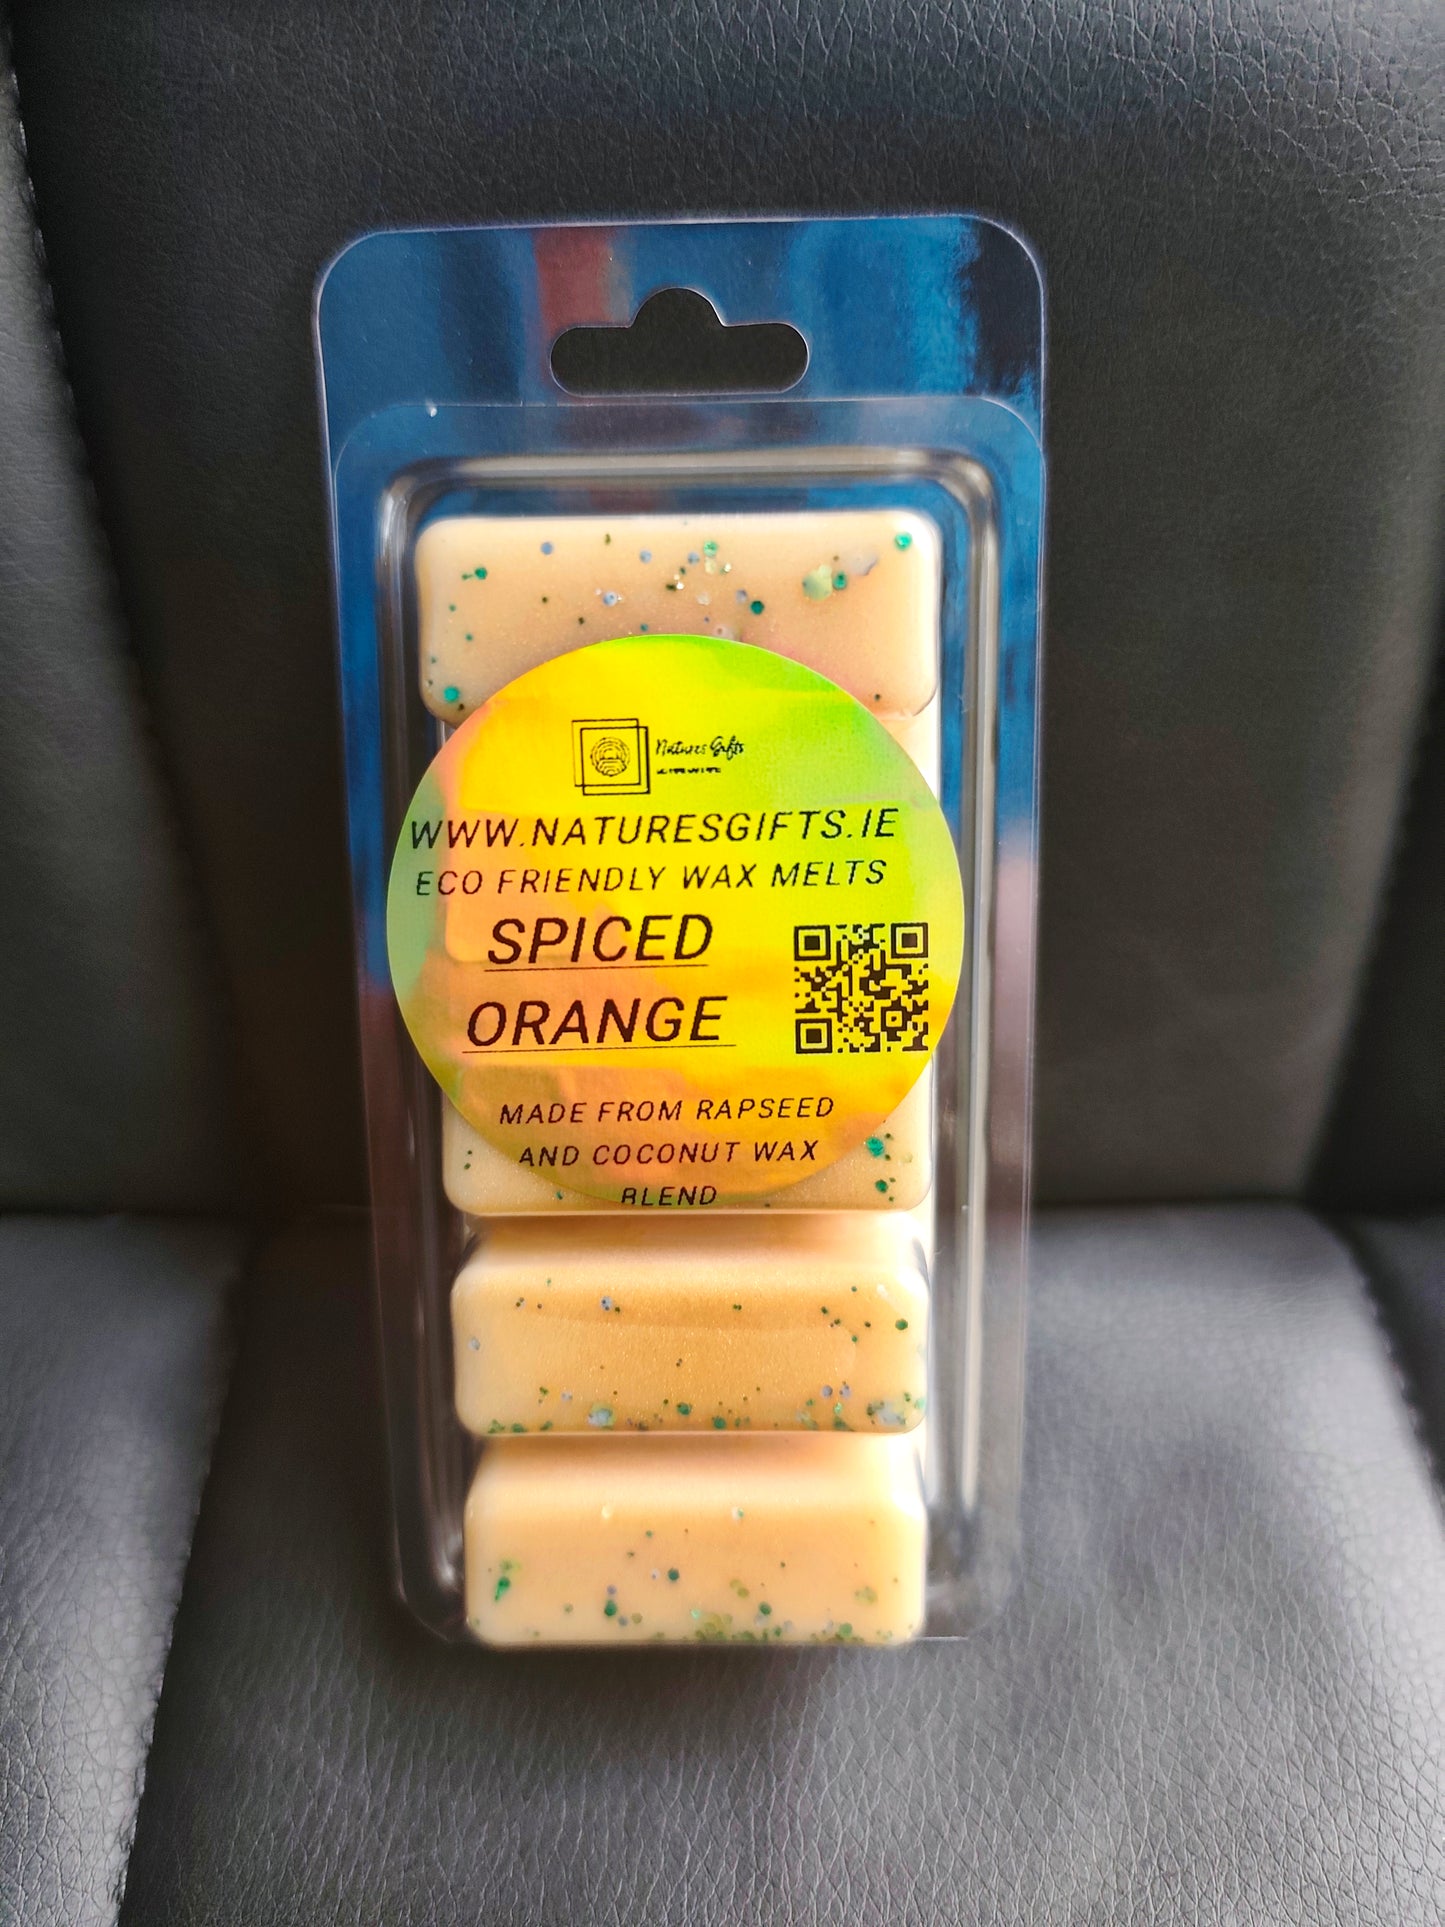 Natures Gifts
WWW.NATURESGIFTS.IE
ECO FRIENDLY WAX MELTS
SPICED
ORANGE
MADE FROM RAPSEED
AND COCONUT WAX
BLEND